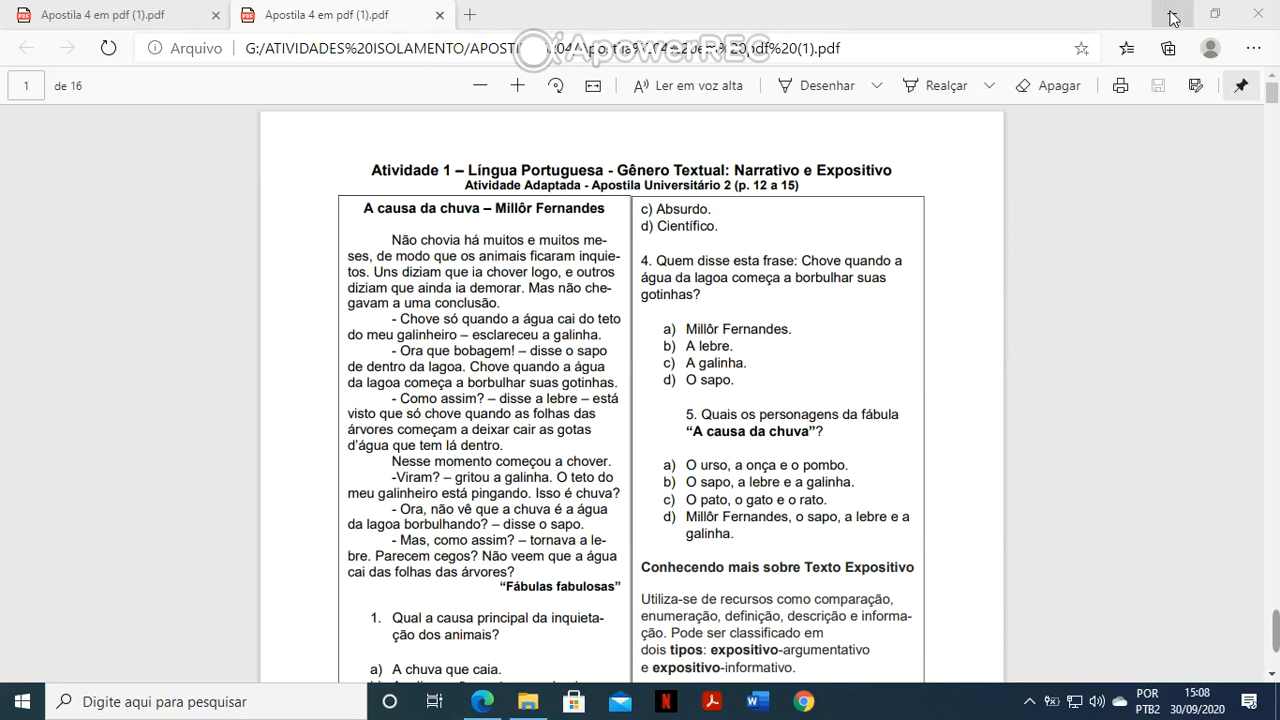 Apostila 4 em pdf (1).pdf
Apostila 4 em pdf (1).pdf
Arquivo
ApowerREC
1
de 16
Ler em voz alta
Desenhar
Realçar
Apagar
Atividade 1 – Língua Portuguesa - Gênero Textual: Narrativo e Expositivo
Atividade Adaptada - Apostila Universitário 2 (p. 12 a 15)
A causa da chuva – Millôr Fernandes
Não chovia há muitos e muitos me-
ses, de modo que os animais ficaram inquie-
tos. Uns diziam que ia chover logo, e outros
diziam que ainda ia demorar. Mas não che-
gavam a uma conclusão.
- Chove só quando a água cai do teto
do meu galinheiro – esclareceu a galinha.
- Ora que bobagem! – disse o sapo
de dentro da lagoa. Chove quando a água
da lagoa começa a borbulhar suas gotinhas.
- Como assim? – disse a lebre – está
visto que só chove quando as folhas das
árvores começam a deixar cair as gotas
d’água que tem lá dentro.
Nesse momento começou a chover.
-Viram? – gritou a galinha. O teto do
meu galinheiro está pingando. Isso é chuva?
- Ora, não vê que a chuva é a água
da lagoa borbulhando? – disse o sapo.
- Mas, como assim? – tornava a le-
bre. Parecem cegos? Não veem que a água
cai das folhas das árvores?
“Fábulas fabulosas”
1. Qual a causa principal da inquieta-
ção dos animais?
a) A chuva que caia.
c) Absurdo.
d) Científico.
4. Quem disse esta frase: Chove quando a
água da lagoa começa a borbulhar suas
gotinhas?
a) Millôr Fernandes.
b) A lebre.
c) A galinha.
d) O sapo.
5. Quais os personagens da fábula
“A causa da chuva”?
a) O urso, a onça e o pombo.
b) O sapo, a lebre e a galinha.
c) O pato, o gato e o rato.
d) Millôr Fernandes, o sapo, a lebre e a
galinha.
Conhecendo mais sobre Texto Expositivo
Utiliza-se de recursos como comparação,
enumeração, definição, descrição e informa-
ção. Pode ser classificado em
dois tipos: expositivo-argumentativo
e expositivo-informativo.
Digite aqui para pesquisar
POR
PTB2
15:08
30/09/2020